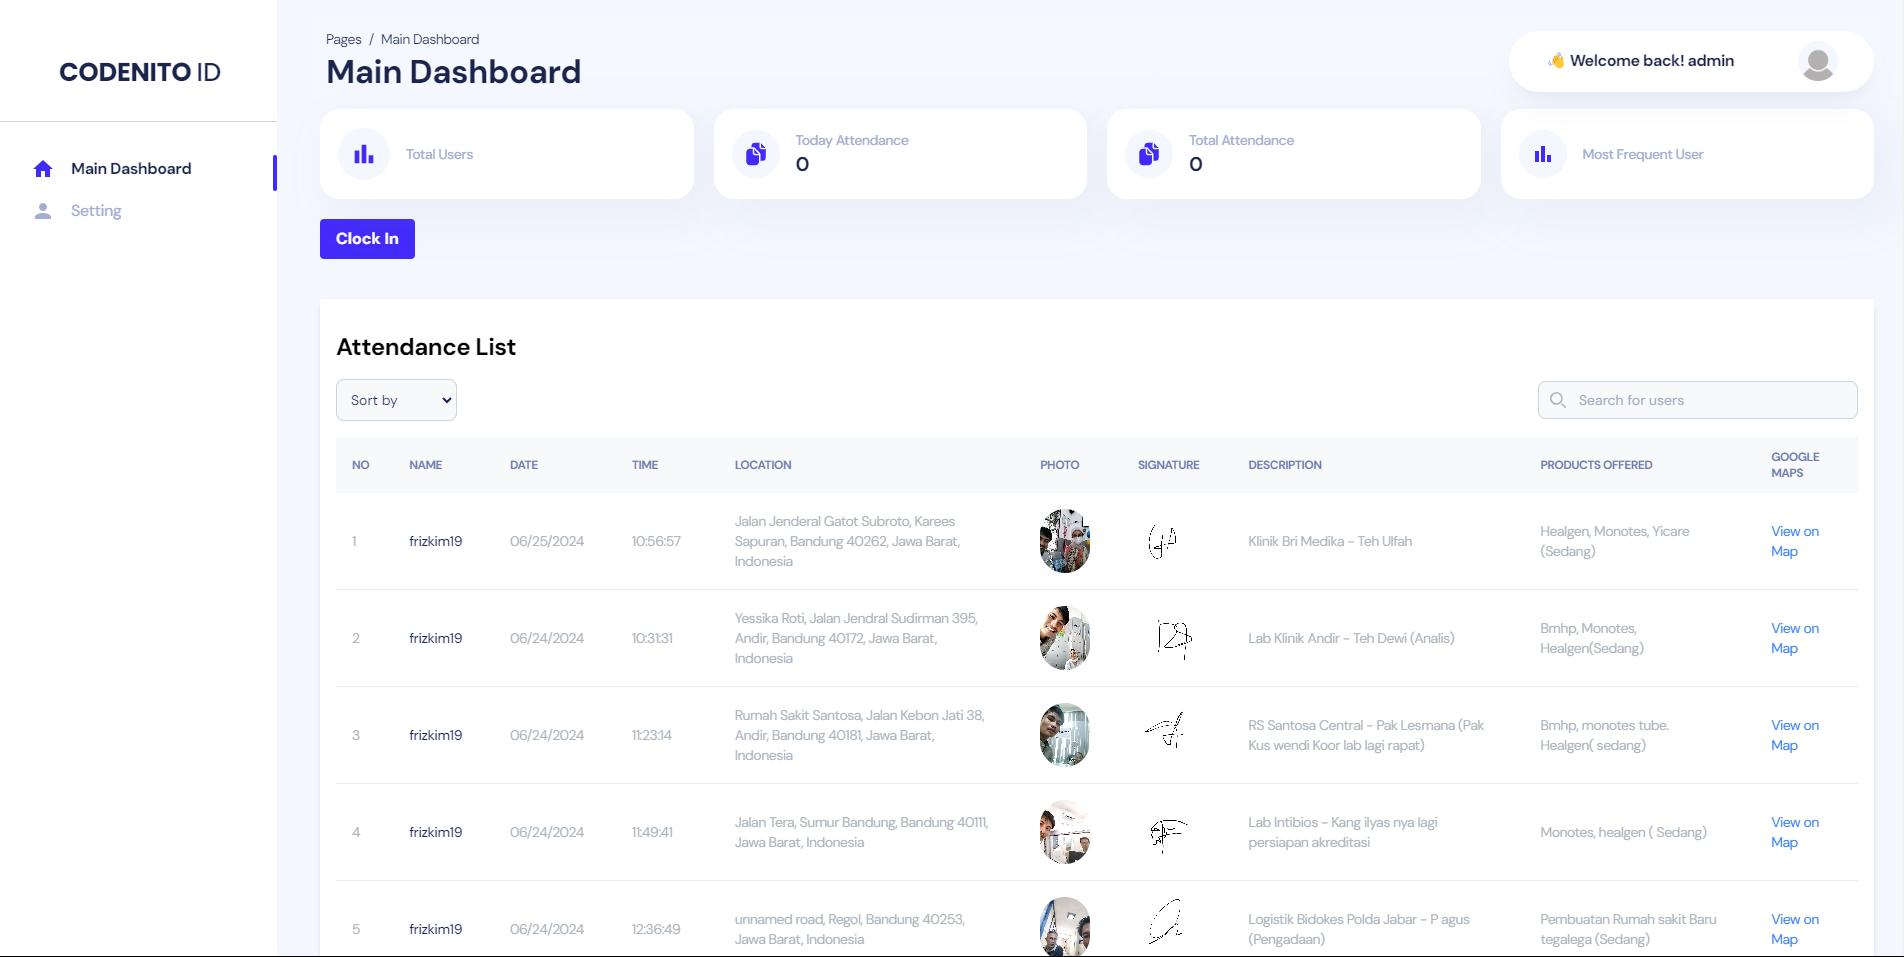 CODENITO ID
Main Dashboard
Setting
Pages / Main Dashboard
Main Dashboard
👋 Welcome back! admin
Total Users
Today Attendance
0
Total Attendance
0
Most Frequent User
Clock In
Attendance List
Sort by
Search for users
NO NAME DATE TIME LOCATION PHOTO SIGNATURE DESCRIPTION PRODUCTS OFFERED GOOGLE
MAPS
Jalan Jenderal Gatot Subroto, Karees
1 frizkim19 06/25/2024 10:56:57 Sapuran, Bandung 40262, Jawa Barat,
Indonesia
Klinik Bri Medika - Teh Ulfah
Healgen, Monotes, Yicare
(Sedang)
View on
Map
Yessika Roti, Jalan Jendral Sudirman 395,
2 frizkim19 06/24/2024 10:31:31 Andir, Bandung 40172, Jawa Barat,
Indonesia
Lab Klinik Andir - Teh Dewi (Analis)
Bmhp, Monotes,
Healgen(Sedang)
View on
Map
Rumah Sakit Santosa, Jalan Kebon Jati 38,
3 frizkim19 06/24/2024 11:23:14 Andir, Bandung 40181, Jawa Barat,
Indonesia
RS Santosa Central - Pak Lesmana (Pak
Kus wendi Koor lab lagi rapat)
Bmhp, monotes tube.
Healgen( sedang)
View on
Map
4 frizkim19 06/24/2024 11:49:41
Jalan Tera, Sumur Bandung, Bandung 40111,
Jawa Barat, Indonesia
Lab Intibios - Kang ilyas nya lagi
persiapan akreditasi
Monotes, healgen ( Sedang)
View on
Map
5 frizkim19 06/24/2024 12:36:49
unnamed road, Regol, Bandung 40253,
Jawa Barat, Indonesia
Logistik Bidokes Polda Jabar - P agus
(Pengadaan)
Pembuatan Rumah sakit Baru
tegalega (Sedang)
View on
Map